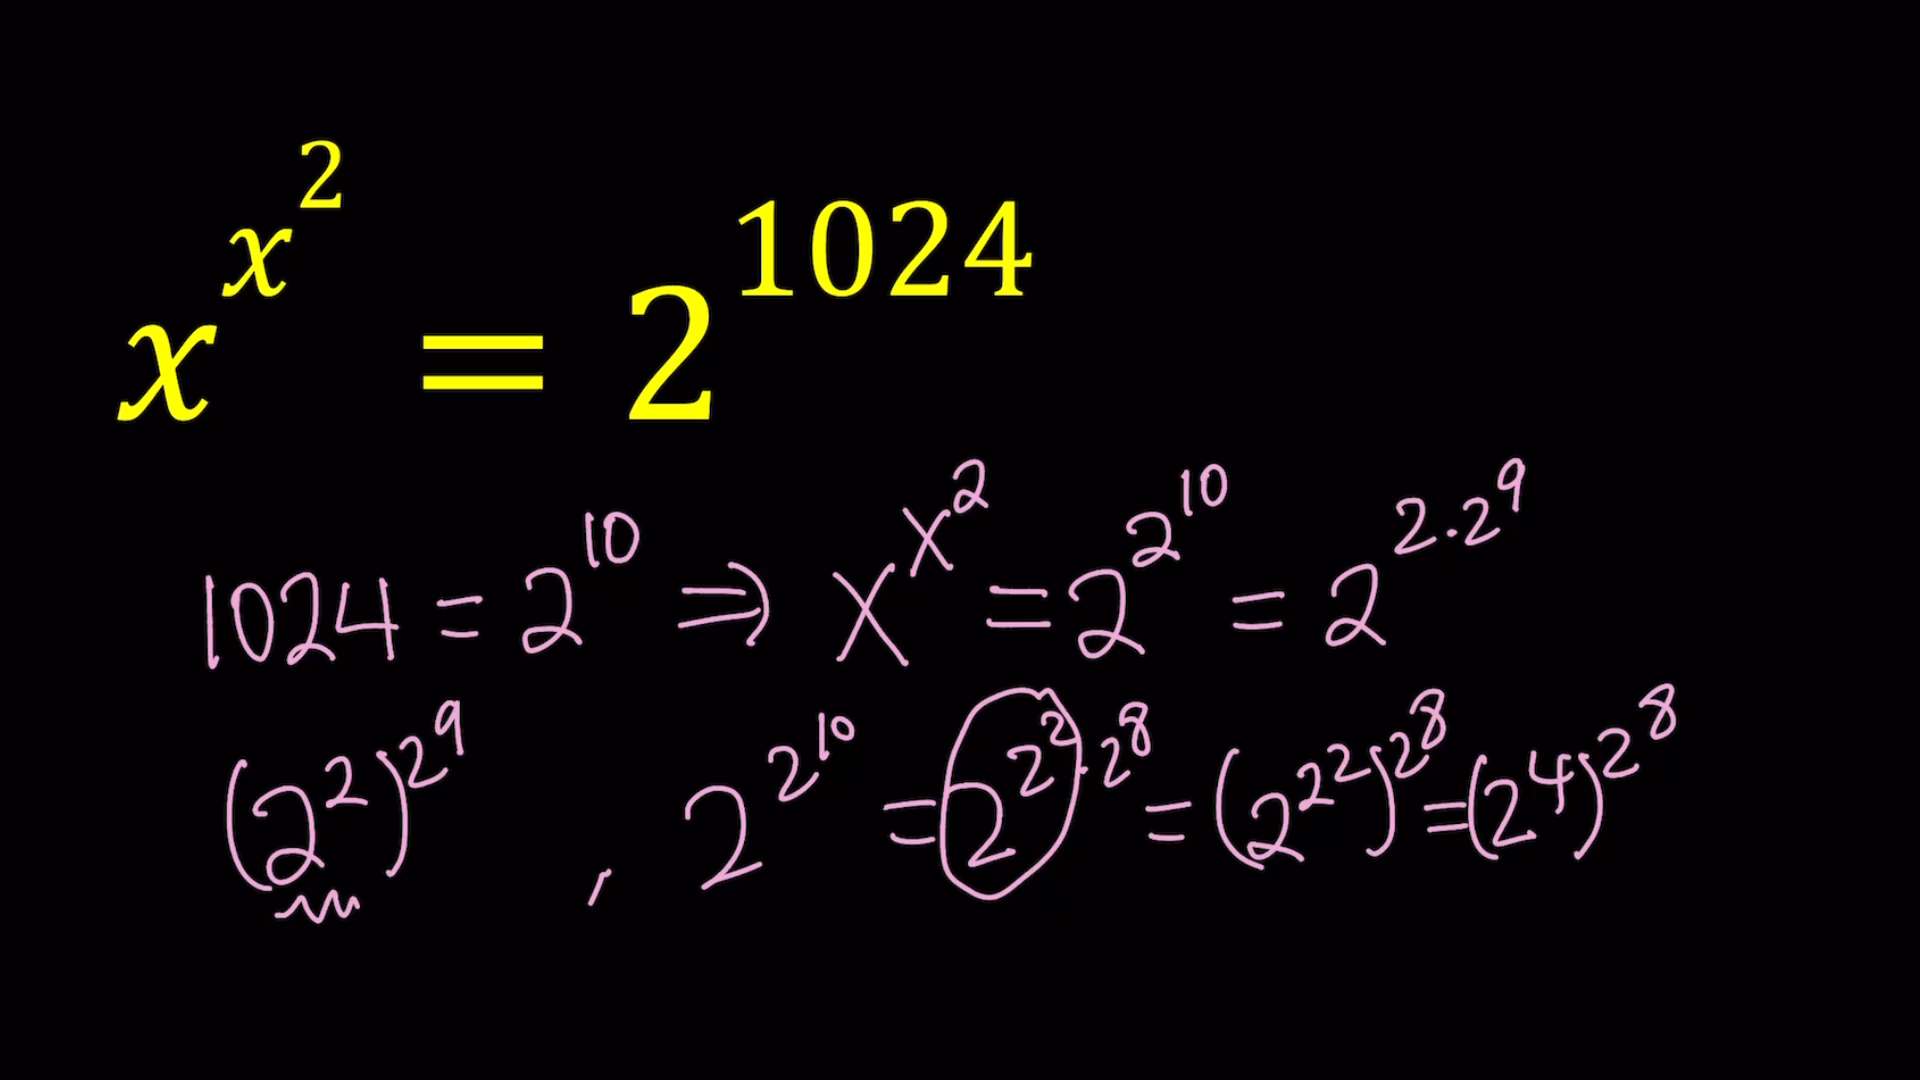 x^{x^2} = 2^{1024}
1024 = 2^{10} ⇒ x^{x^2} = 2^{2^{10}} = 2^{2·2^9}
(2^2)^{2^9} , 2^{2^{10}} = 2^{2^2·2^8} = (2^{2^2})^{2^8} = (2^4)^{2^8}